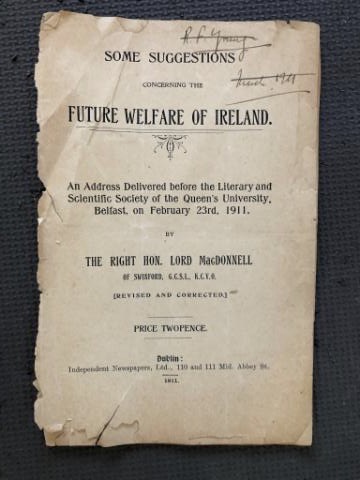 R. P. Young
SOME SUGGESTIONS
March 1911
CONCERNING THE
FUTURE WELFARE OF IRELAND.
An Address Delivered before the Literary and
Scientific Society of the Queen's University,
Belfast, on February 23rd, 1911.
BY
THE RIGHT HON. LORD MacDONNELL
OF SWINFORD, G.C.S.I., K.C.V.O.
[REVISED AND CORRECTED.]
PRICE TWOPENCE.
Dublin:
Independent Newspapers, Ltd., 110 and 111 Mid. Abbey St.
1911.